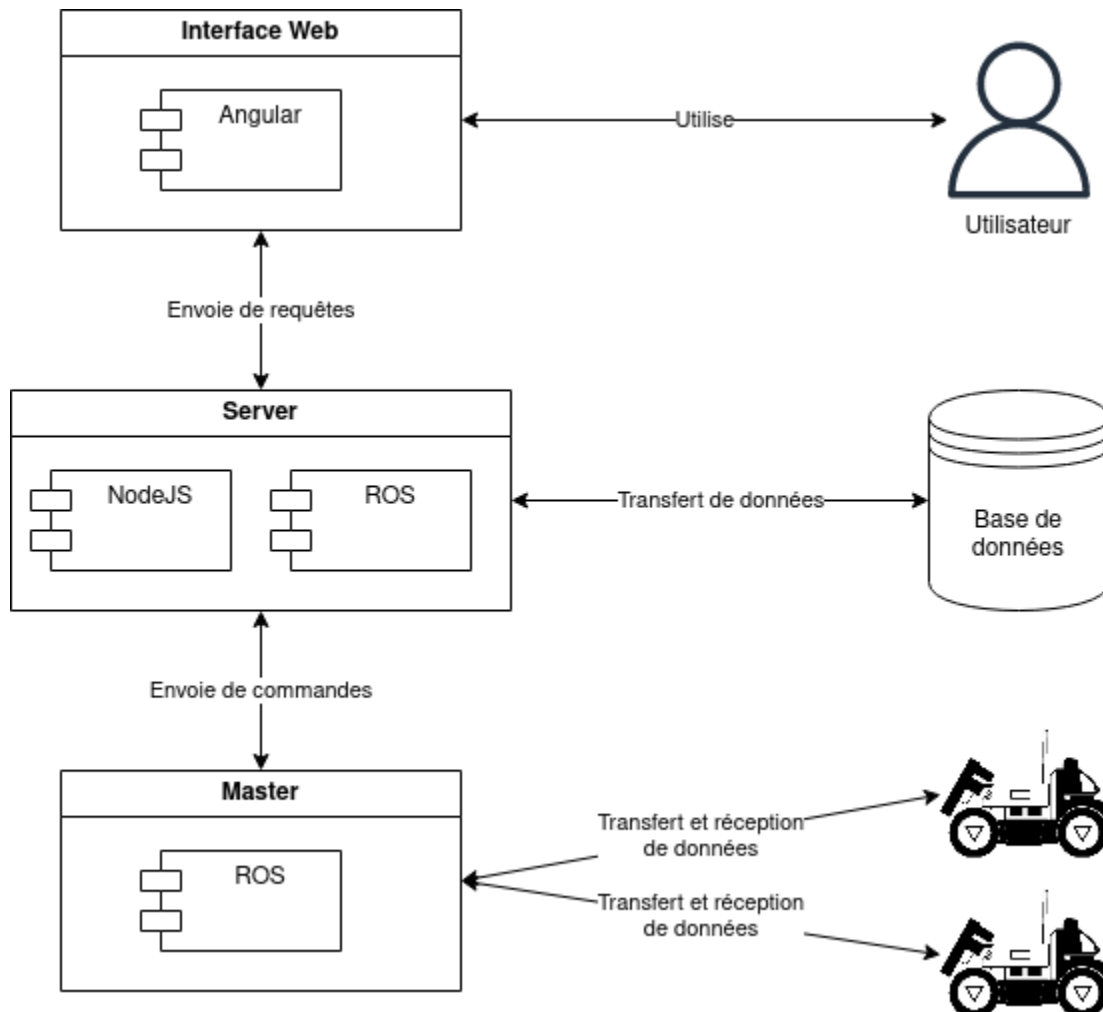 Interface Web
Angular
Utilise
Utilisateur
Envoie de requêtes
Server
NodeJS
ROS
Transfert de données
Base de
données
Envoie de commandes
Master
ROS
Transfert et réception
de données
Transfert et réception
de données